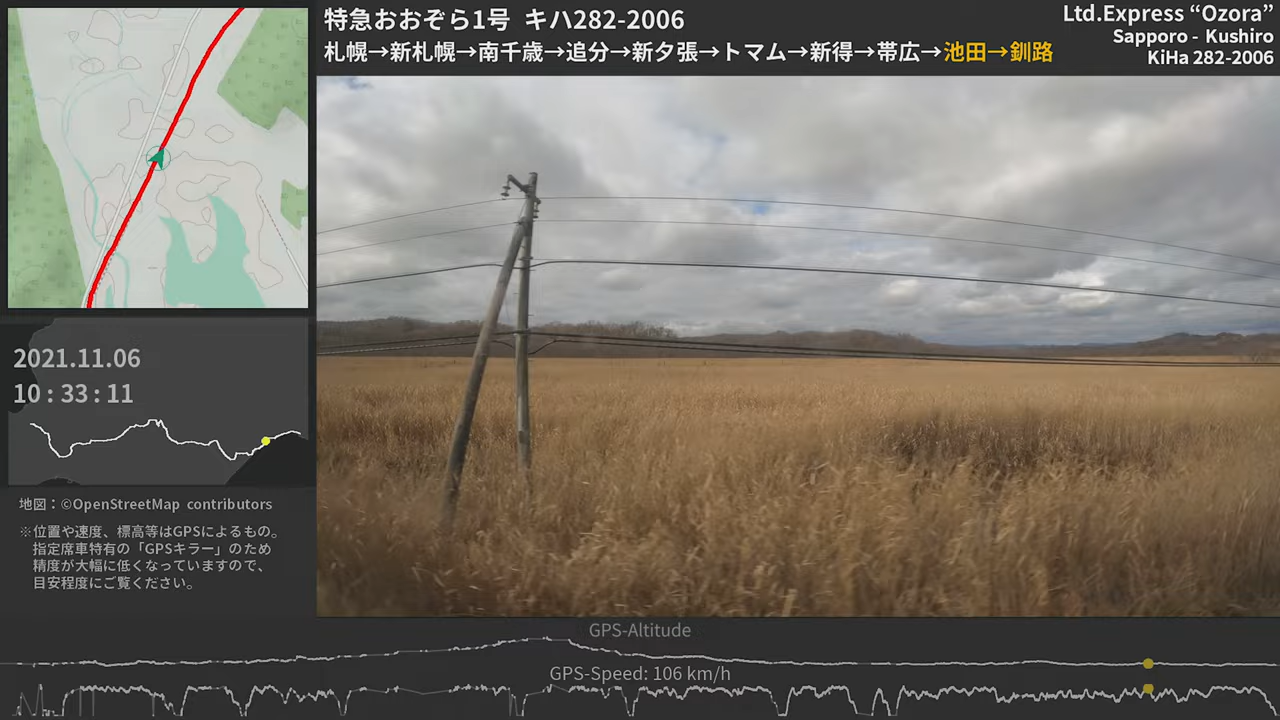 特急おおぞら1号 キハ282-2006
札幌→新札幌→南千歳→追分→新夕張→トマム→新得→帯広→池田→釧路
Ltd.Express “Ozora”
Sapporo - Kushiro
KiHa 282-2006
2021.11.06
10:33:11
地図：©OpenStreetMap contributors
※位置や速度、標高等はGPSによるもの。
指定席車特有の「GPSキラー」のため
精度が大幅に低くなっていますので、
目安程度にご覧ください。
GPS-Altitude
GPS-Speed: 106 km/h